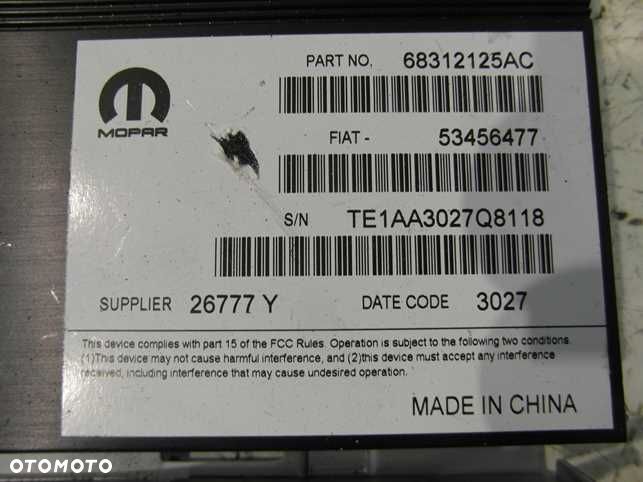 PART NO. 68312125AC
MOPAR
FIAT - 53456477
S/N TE1AA3027Q8118
SUPPLIER 26777 Y DATE CODE 3027
This device complies with part 15 of the FCC Rules. Operation is subject to the following two conditions.
(1)This device may not cause harmful interference, and (2)this device must accept any interference
received, including interference that may cause undesired operation.
MADE IN CHINA
OTOMOTO